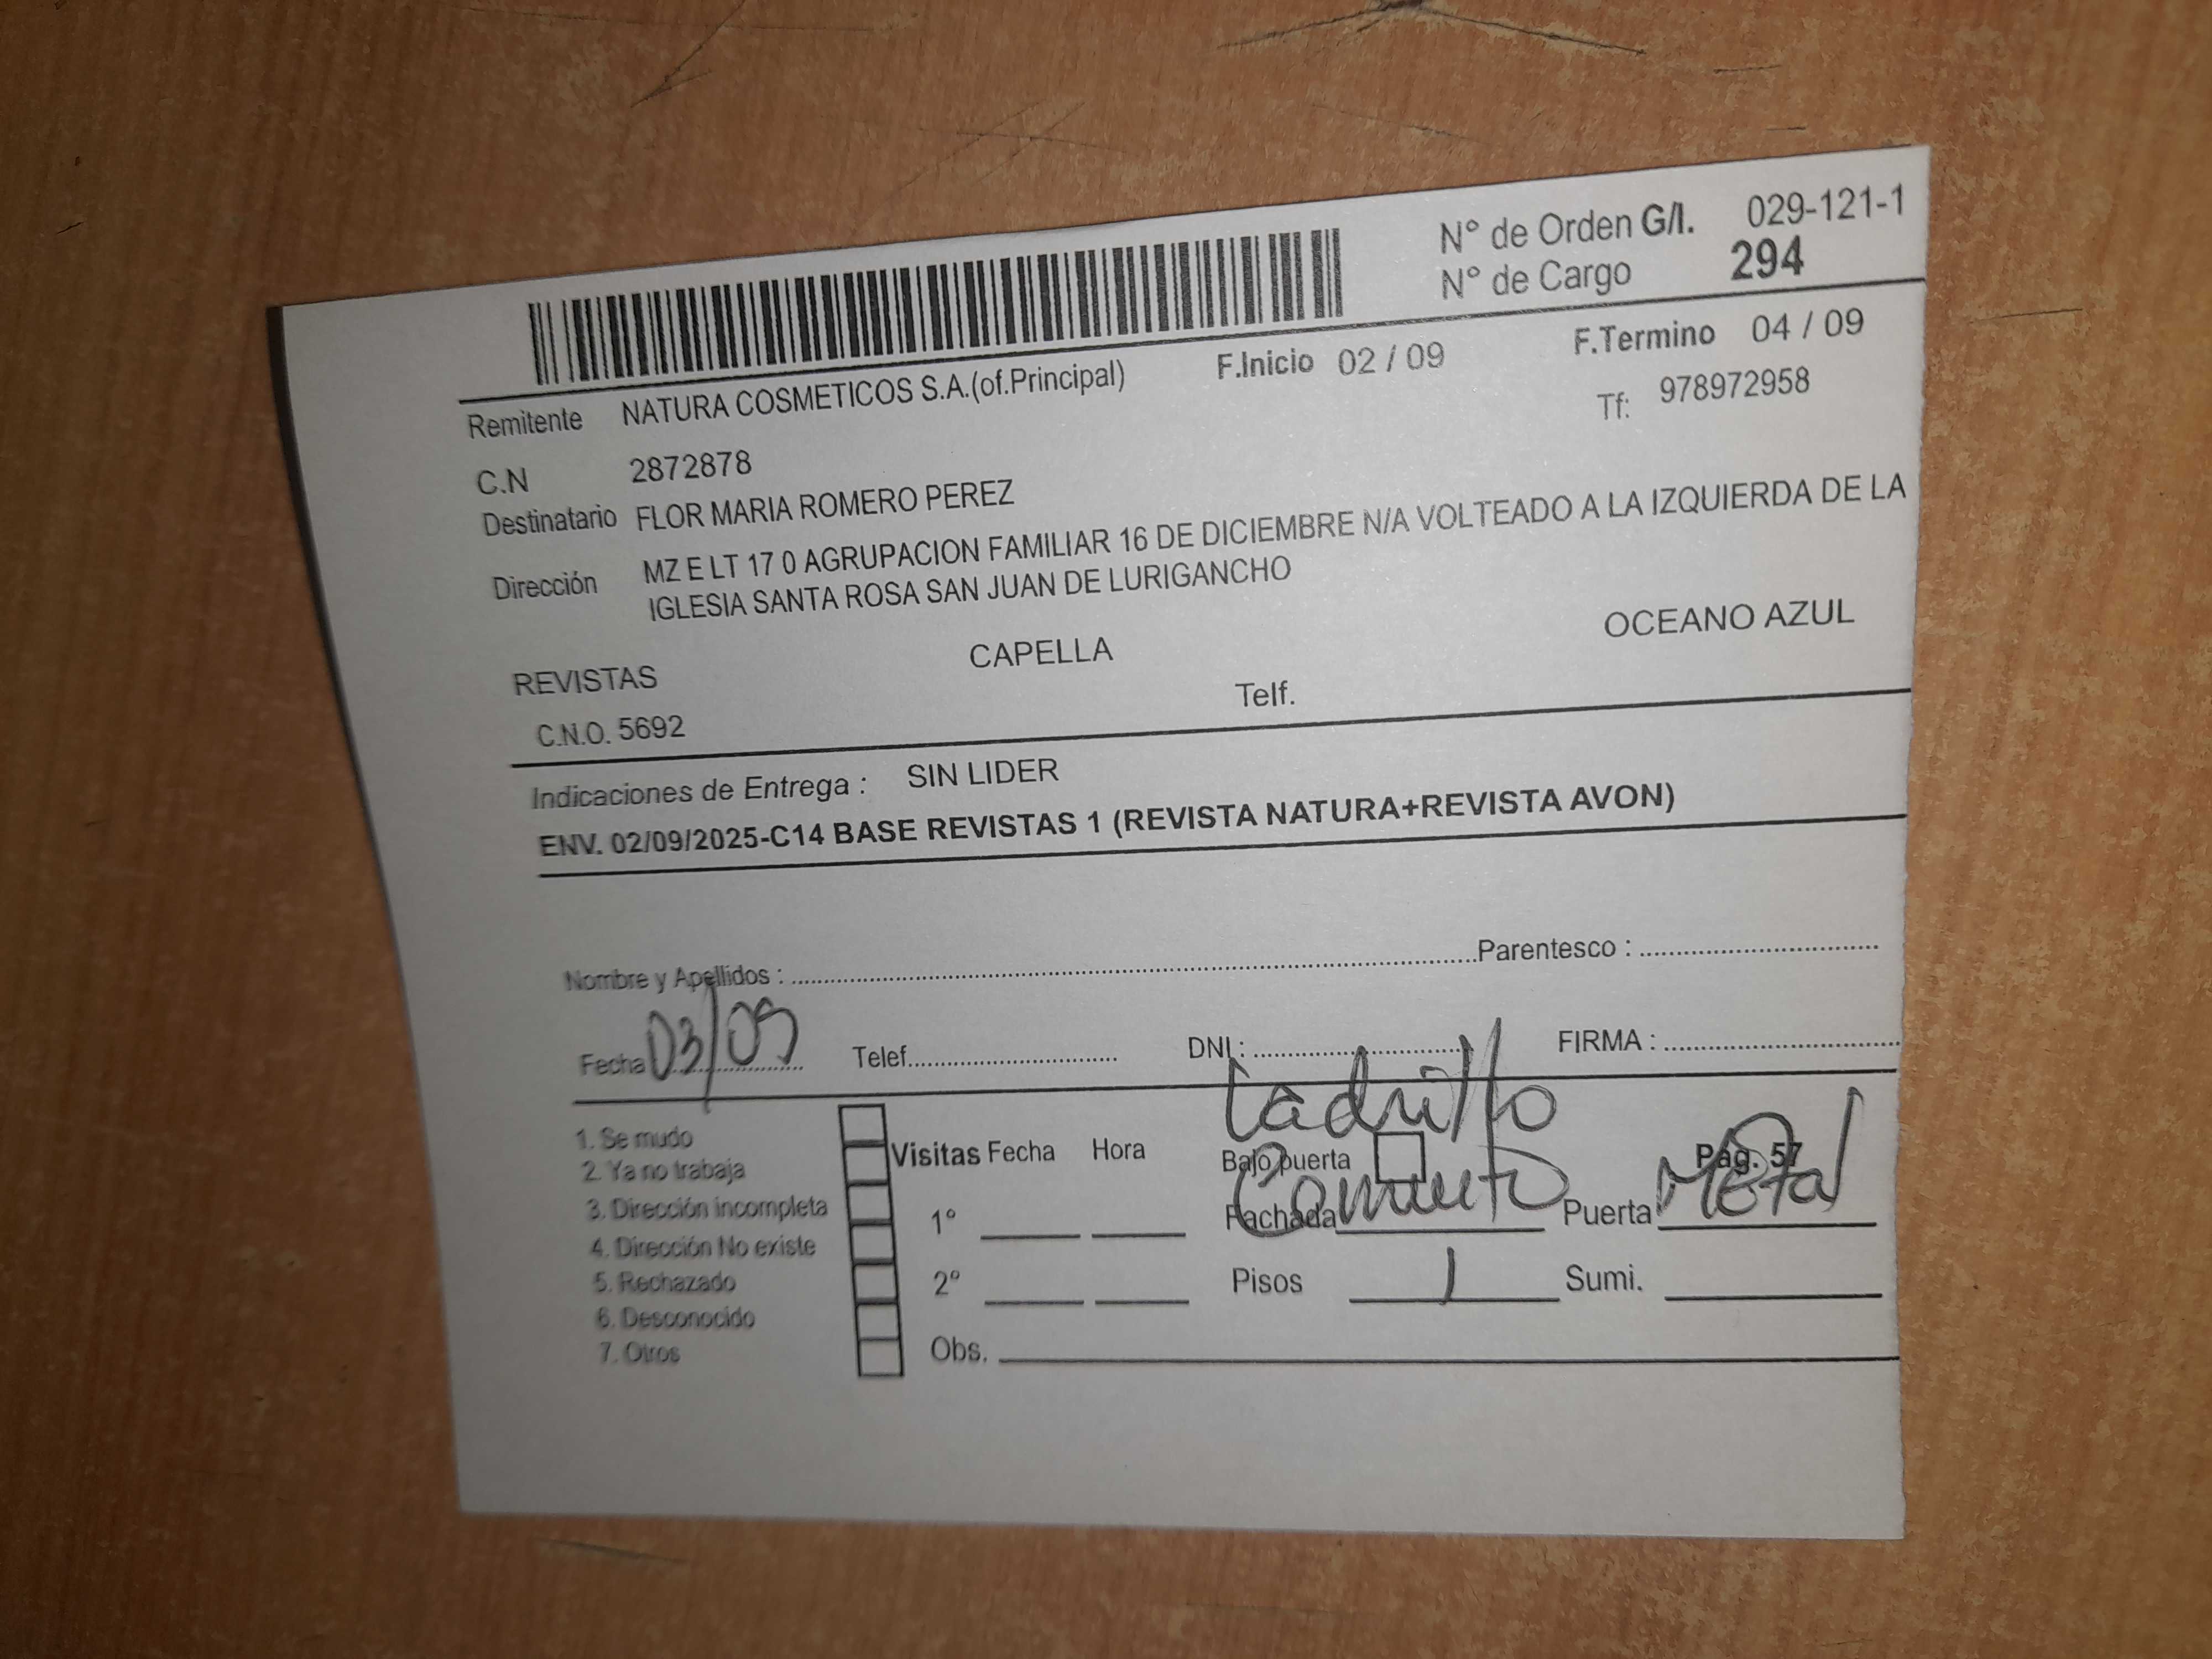 N° de Orden G/I. 029-121-1
N° de Cargo 294
Remitente NATURA COSMETICOS S.A.(of.Principal) F.Inicio 02 / 09 F.Termino 04 / 09
C.N 2872878 Tf: 978972958
Destinatario FLOR MARIA ROMERO PEREZ
Dirección MZ E LT 17 0 AGRUPACION FAMILIAR 16 DE DICIEMBRE N/A VOLTEADO A LA IZQUIERDA DE LA
IGLESIA SANTA ROSA SAN JUAN DE LURIGANCHO
REVISTAS CAPELLA OCEANO AZUL
C.N.O. 5692 Telf.
Indicaciones de Entrega : SIN LIDER
ENV. 02/09/2025-C14 BASE REVISTAS 1 (REVISTA NATURA+REVISTA AVON)
Nombre y Apellidos : Parentesco :
Fecha 03/09 Telef. DNI : FIRMA :
Ladrillo
1. Se mudo
2. Ya no trabaja
3. Dirección incompleta
4. Dirección No existe
5. Rechazado
6. Desconocido
7. Otros
Visitas Fecha Hora Bajo puerta Pág. 57
1° Fachada Cemento Puerta Metal
2° Pisos 1 Sumi.
Obs.